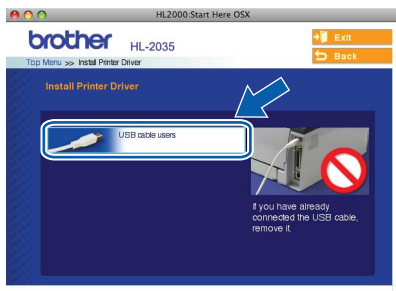 HL2000:Start Here OSX
brother
HL-2035
Exit
Back
Top Menu >> Install Printer Driver
Install Printer Driver
USB cable users
If you have already
connected the USB cable,
remove it.